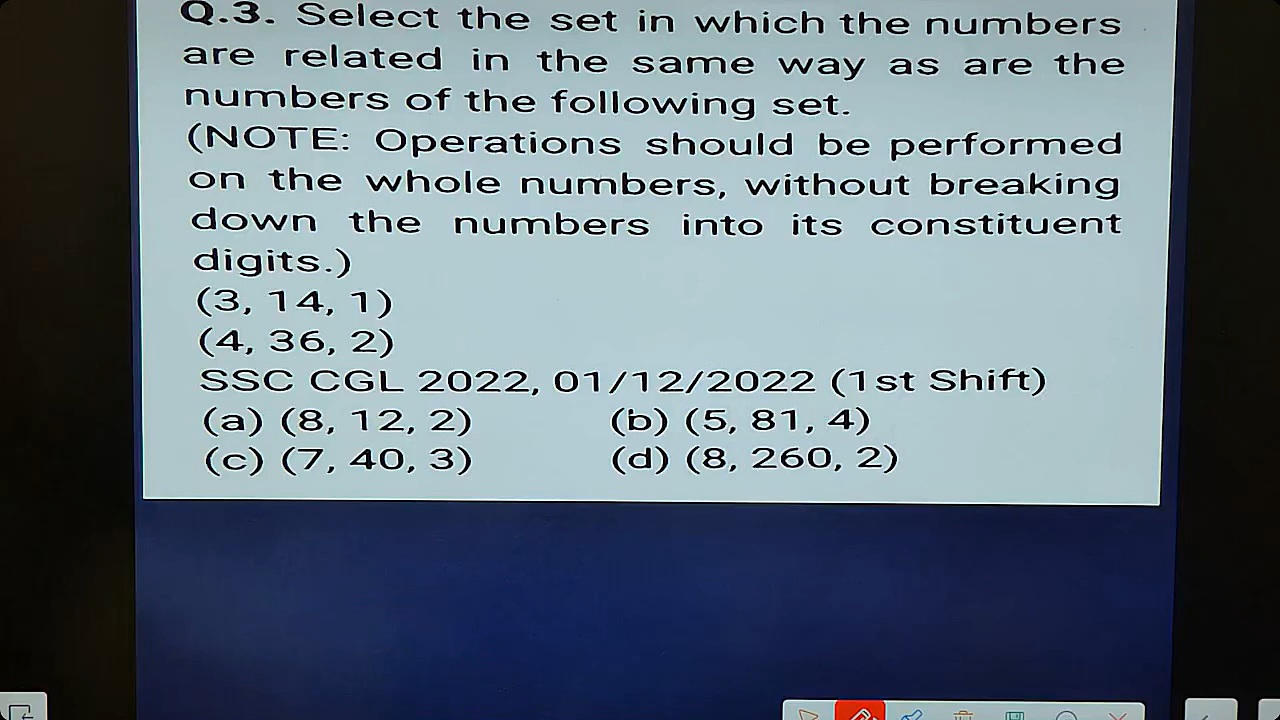 Q.3. Select the set in which the numbers
are related in the same way as are the
numbers of the following set.
(NOTE: Operations should be performed
on the whole numbers, without breaking
down the numbers into its constituent
digits.)
(3, 14, 1)
(4, 36, 2)
SSC CGL 2022, 01/12/2022 (1st Shift)
(a) (8, 12, 2) (b) (5, 81, 4)
(c) (7, 40, 3) (d) (8, 260, 2)